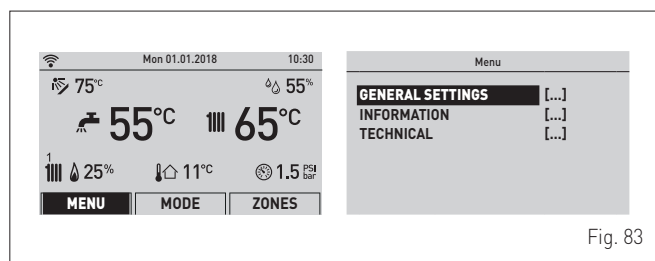 Mon 01.01.2018 10:30
75°C 55%
55°C 65°C
1
25% 11°C 1.5 PSI bar
MENU MODE ZONES
Menu
GENERAL SETTINGS [...]
INFORMATION [...]
TECHNICAL [...]
Fig. 83